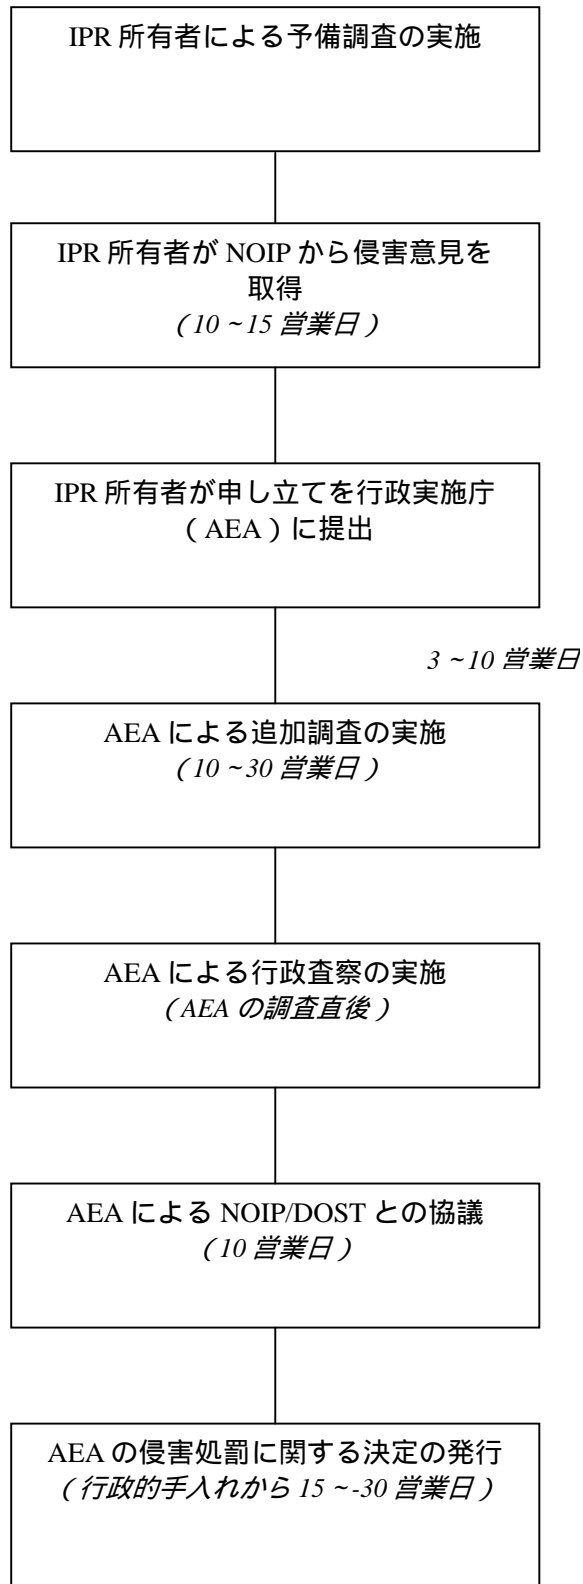 IPR 所有者による予備調査の実施
IPR 所有者が NOIP から侵害意見を
取得
( 10 ~15 営業日 )
IPR 所有者が申し立てを行政実施庁
( AEA ) に提出
3 ~10 営業日
AEA による追加調査の実施
( 10 ~30 営業日 )
AEA による行政査察の実施
( AEA の調査直後 )
AEA による NOIP/DOST との協議
( 10 営業日 )
AEA の侵害処罰に関する決定の発行
( 行政的手入れから 15 ~-30 営業日 )